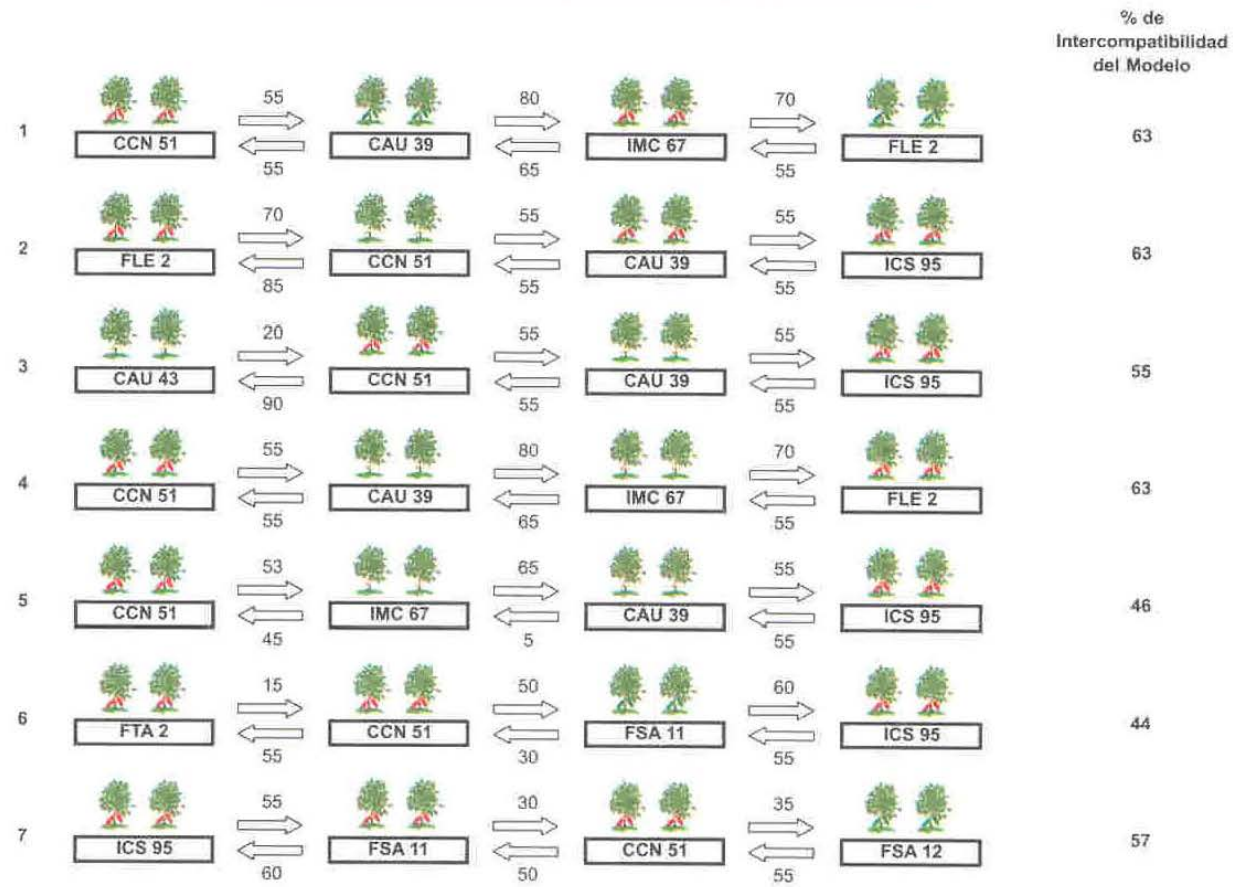 % de
Intercompatibilidad
del Modelo
55 80 70
1 CCN 51 CAU 39 IMC 67 FLE 2 63
55 65 55
70 55 55
2 FLE 2 CCN 51 CAU 39 ICS 95 63
85 55 55
20 55 55
3 CAU 43 CCN 51 CAU 39 ICS 95 55
90 55 55
55 80 70
4 CCN 51 CAU 39 IMC 67 FLE 2 63
55 65 55
53 65 55
5 CCN 51 IMC 67 CAU 39 ICS 95 46
45 5 55
15 50 60
6 FTA 2 CCN 51 FSA 11 ICS 95 44
55 30 55
55 30 35
7 ICS 95 FSA 11 CCN 51 FSA 12 57
60 50 55